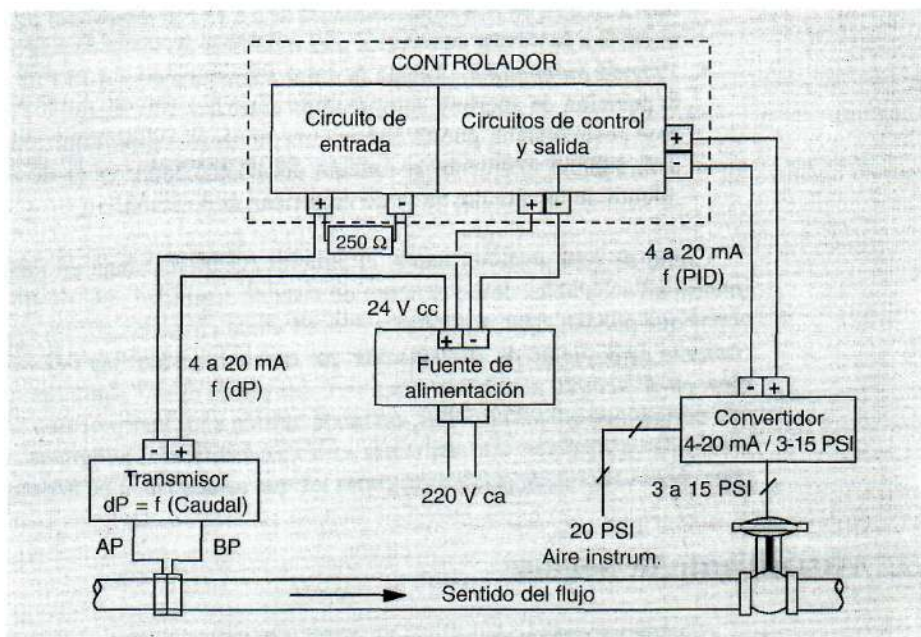 CONTROLADOR
Circuito de
entrada
Circuitos de control
y salida
+
-
+
-
+
250 Ω
4 a 20 mA
f (PID)
24 V cc
+ -
Fuente de
alimentación
4 a 20 mA
f (dP)
- +
Convertidor
4-20 mA / 3-15 PSI
- +
Transmisor
dP = f (Caudal)
220 V ca
3 a 15 PSI
20 PSI
Aire instrum.
AP
BP
Sentido del flujo